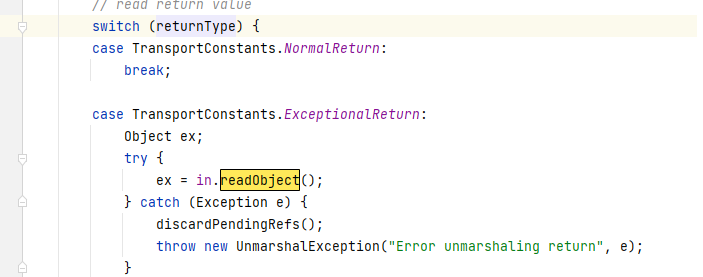 // read return value
switch (returnType) {
case TransportConstants.NormalReturn:
break;
case TransportConstants.ExceptionalReturn:
Object ex;
try {
ex = in.readObject();
} catch (Exception e) {
discardPendingRefs();
throw new UnmarshalException("Error unmarshaling return", e);
}